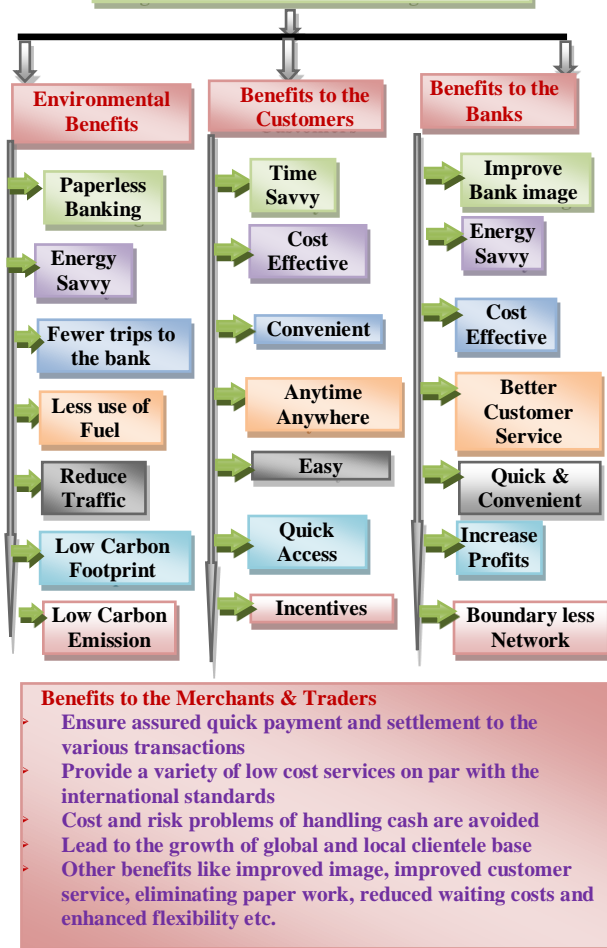 Environmental
Benefits
Paperless
Banking
Energy
Savvy
Fewer trips to
the bank
Less use of
Fuel
Reduce
Traffic
Low Carbon
Footprint
Low Carbon
Emission
Benefits to the
Customers
Time
Savvy
Cost
Effective
Convenient
Anytime
Anywhere
Easy
Quick
Access
Incentives
Benefits to the
Banks
Improve
Bank image
Energy
Savvy
Cost
Effective
Better
Customer
Service
Quick &
Convenient
Increase
Profits
Boundary less
Network
Benefits to the Merchants & Traders
Ensure assured quick payment and settlement to the
various transactions
Provide a variety of low cost services on par with the
international standards
Cost and risk problems of handling cash are avoided
Lead to the growth of global and local clientele base
Other benefits like improved image, improved customer
service, eliminating paper work, reduced waiting costs and
enhanced flexibility etc.